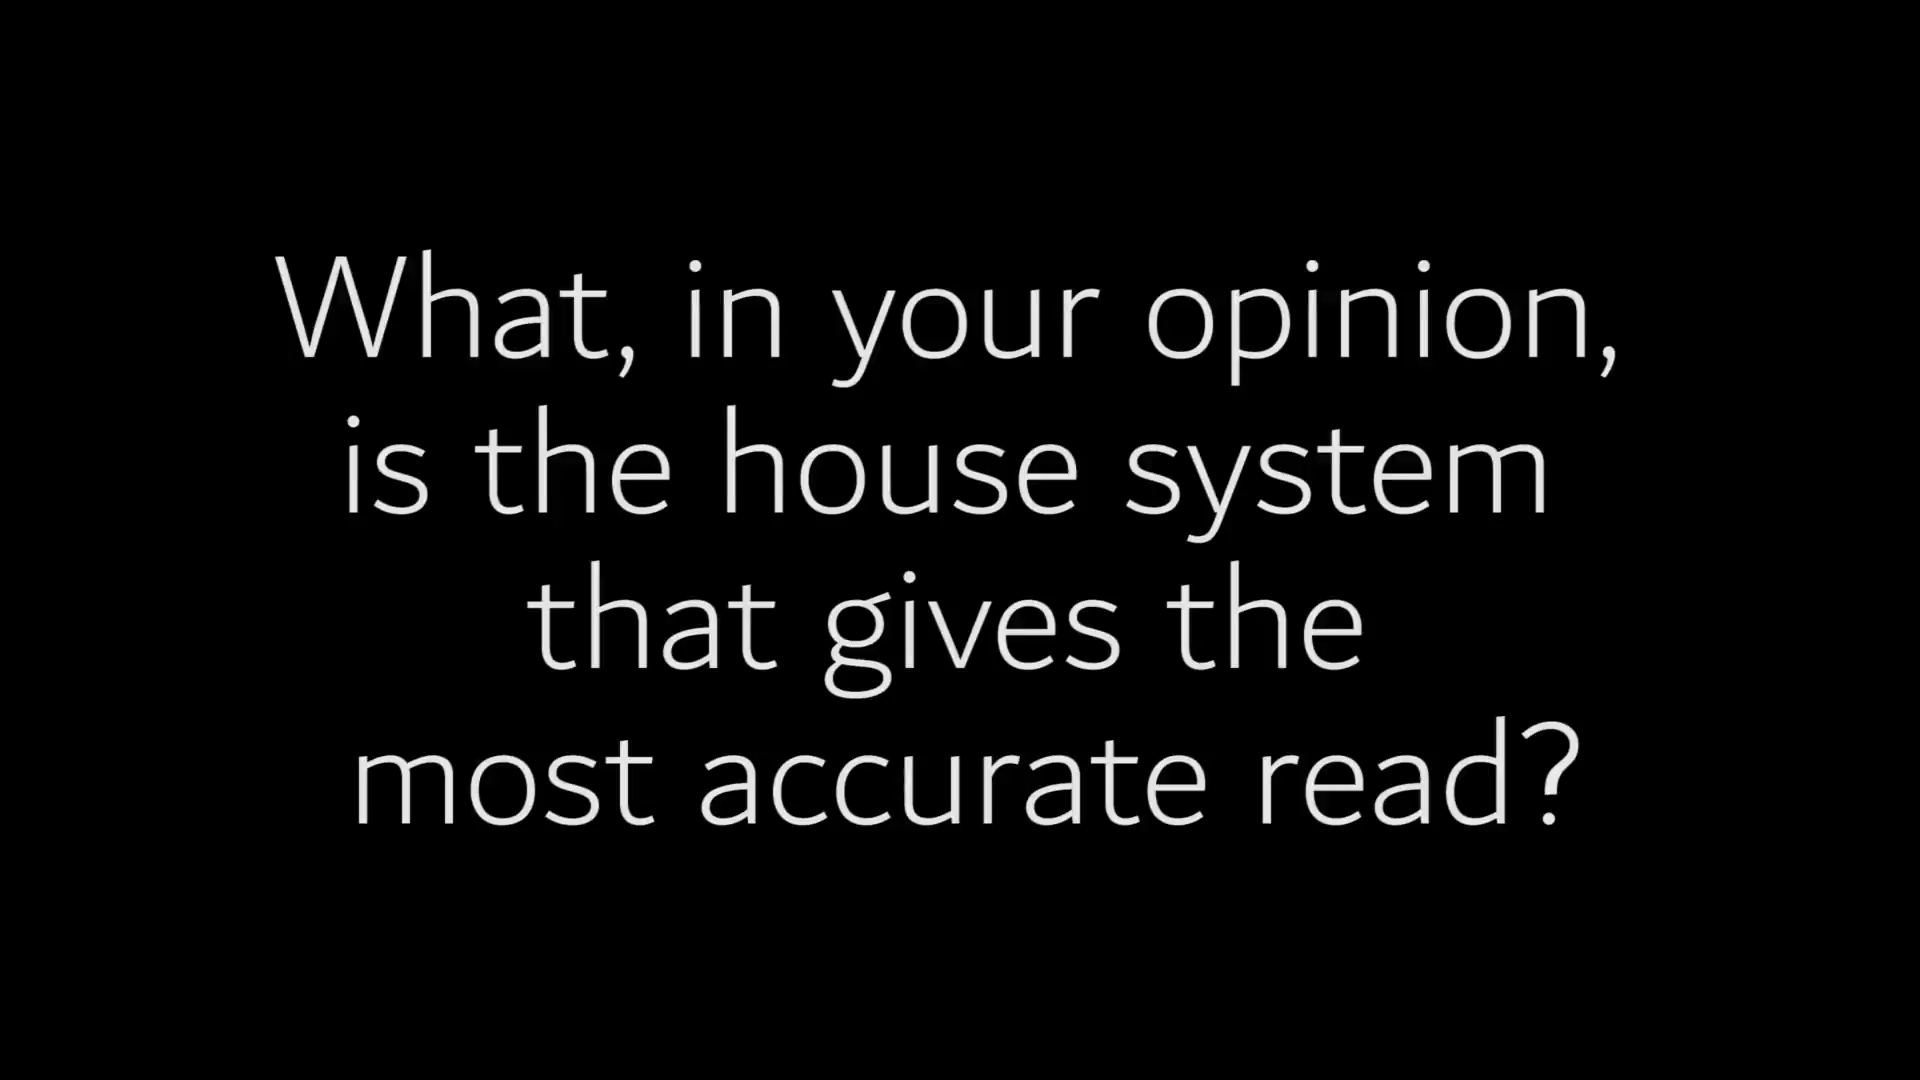 What, in your opinion,
is the house system
that gives the
most accurate read?